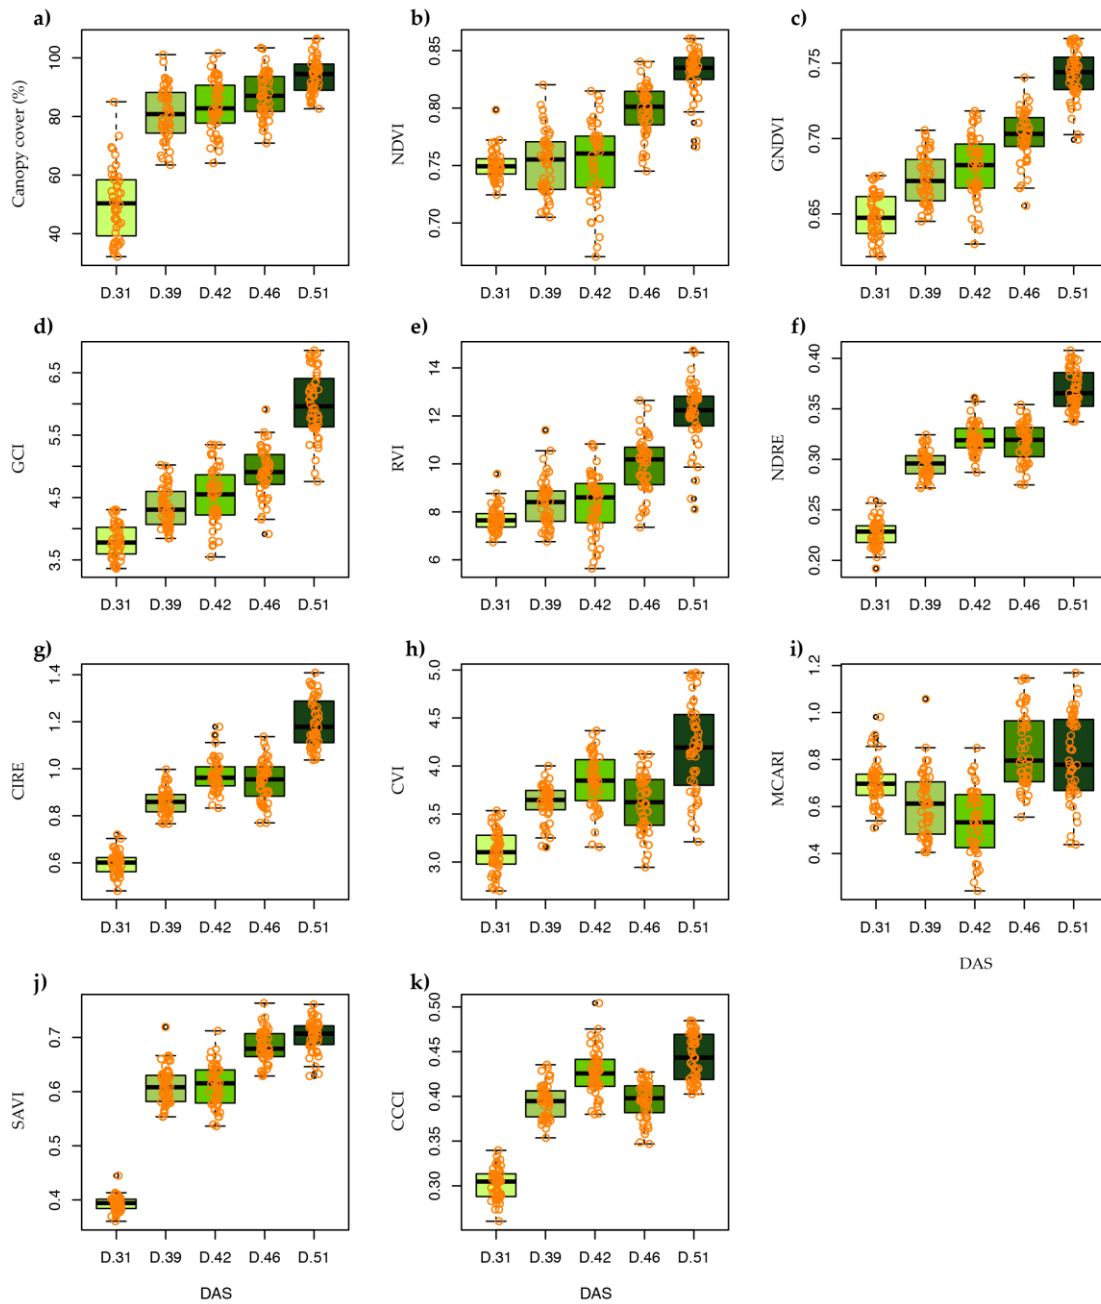 a)
Canopy cover (%)
100
80
60
40
D.31 D.39 D.42 D.46 D.51
b)
NDVI
0.85
0.80
0.75
0.70
D.31 D.39 D.42 D.46 D.51
c)
GNDVI
0.75
0.70
0.65
D.31 D.39 D.42 D.46 D.51
d)
GCI
6.5
5.5
4.5
3.5
D.31 D.39 D.42 D.46 D.51
e)
RVI
14
12
10
8
6
D.31 D.39 D.42 D.46 D.51
f)
NDRE
0.40
0.35
0.30
0.25
0.20
D.31 D.39 D.42 D.46 D.51
g)
CIRE
1.4
1.2
1.0
0.8
0.6
D.31 D.39 D.42 D.46 D.51
h)
CVI
5.0
4.5
4.0
3.5
3.0
D.31 D.39 D.42 D.46 D.51
i)
MCARI
1.2
1.0
0.8
0.6
0.4
D.31 D.39 D.42 D.46 D.51
DAS
j)
SAVI
0.7
0.6
0.5
0.4
D.31 D.39 D.42 D.46 D.51
DAS
k)
CCCI
0.50
0.45
0.40
0.35
0.30
D.31 D.39 D.42 D.46 D.51
DAS